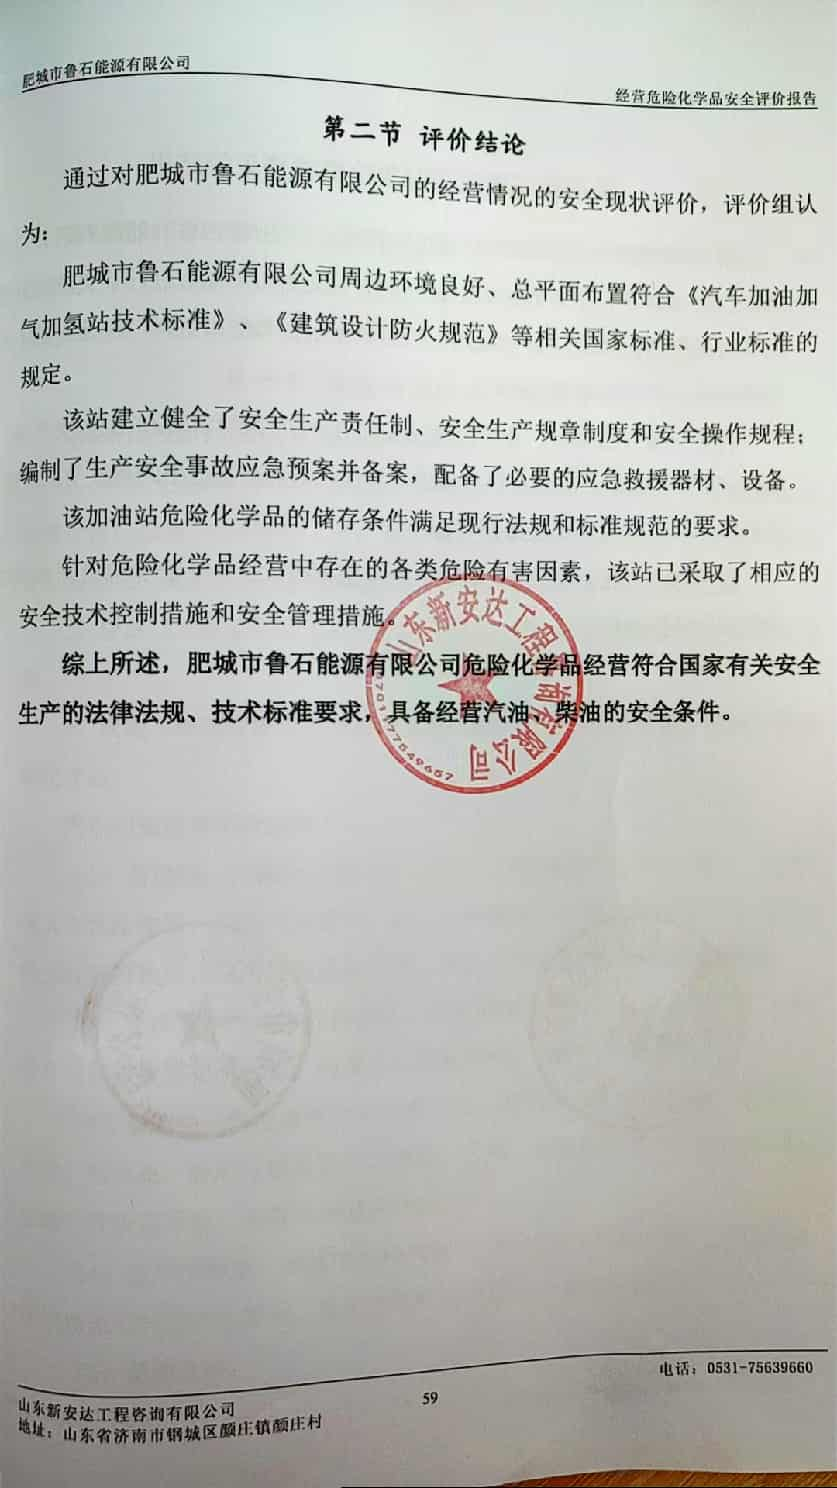 肥城市鲁石能源有限公司
经营危险化学品安全评价报告
第二节 评价结论
通过对肥城市鲁石能源有限公司的经营情况的安全现状评价，评价组认
为：
肥城市鲁石能源有限公司周边环境良好、总平面布置符合《汽车加油加
气加氢站技术标准》、《建筑设计防火规范》等相关国家标准、行业标准的
规定。
该站建立健全了安全生产责任制、安全生产规章制度和安全操作规程；
编制了生产安全事故应急预案并备案，配备了必要的应急救援器材、设备。
该加油站危险化学品的储存条件满足现行法规和标准规范的要求。
针对危险化学品经营中存在的各类危险有害因素，该站已采取了相应的
安全技术控制措施和安全管理措施。
综上所述，肥城市鲁石能源有限公司危险化学品经营符合国家有关安全
生产的法律法规、技术标准要求，具备经营汽油、柴油的安全条件。
山东新安达工程咨询有限公司
电话：0531-75639660
59
山东新安达工程咨询有限公司
地址：山东省济南市钢城区颜庄镇颜庄村